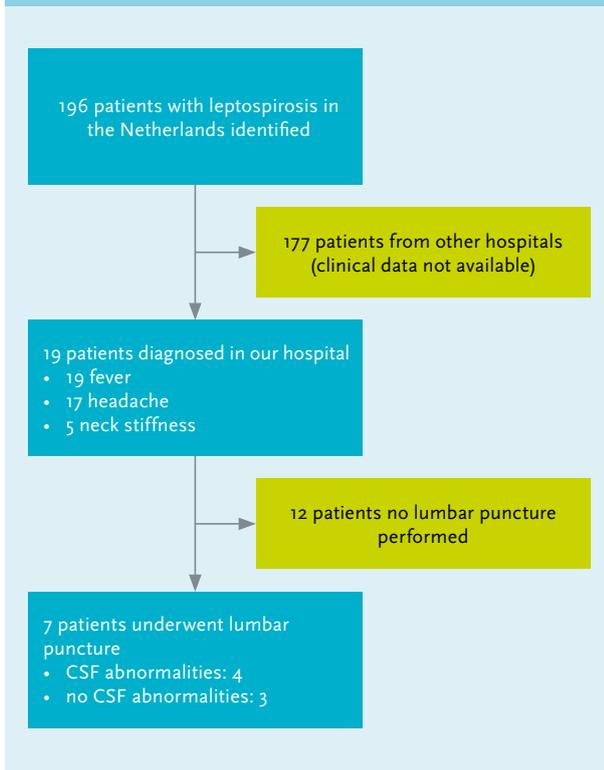 196 patients with leptospirosis in
the Netherlands identified
177 patients from other hospitals
(clinical data not available)
19 patients diagnosed in our hospital
• 19 fever
• 17 headache
• 5 neck stiffness
12 patients no lumbar puncture
performed
7 patients underwent lumbar
puncture
• CSF abnormalities: 4
• no CSF abnormalities: 3